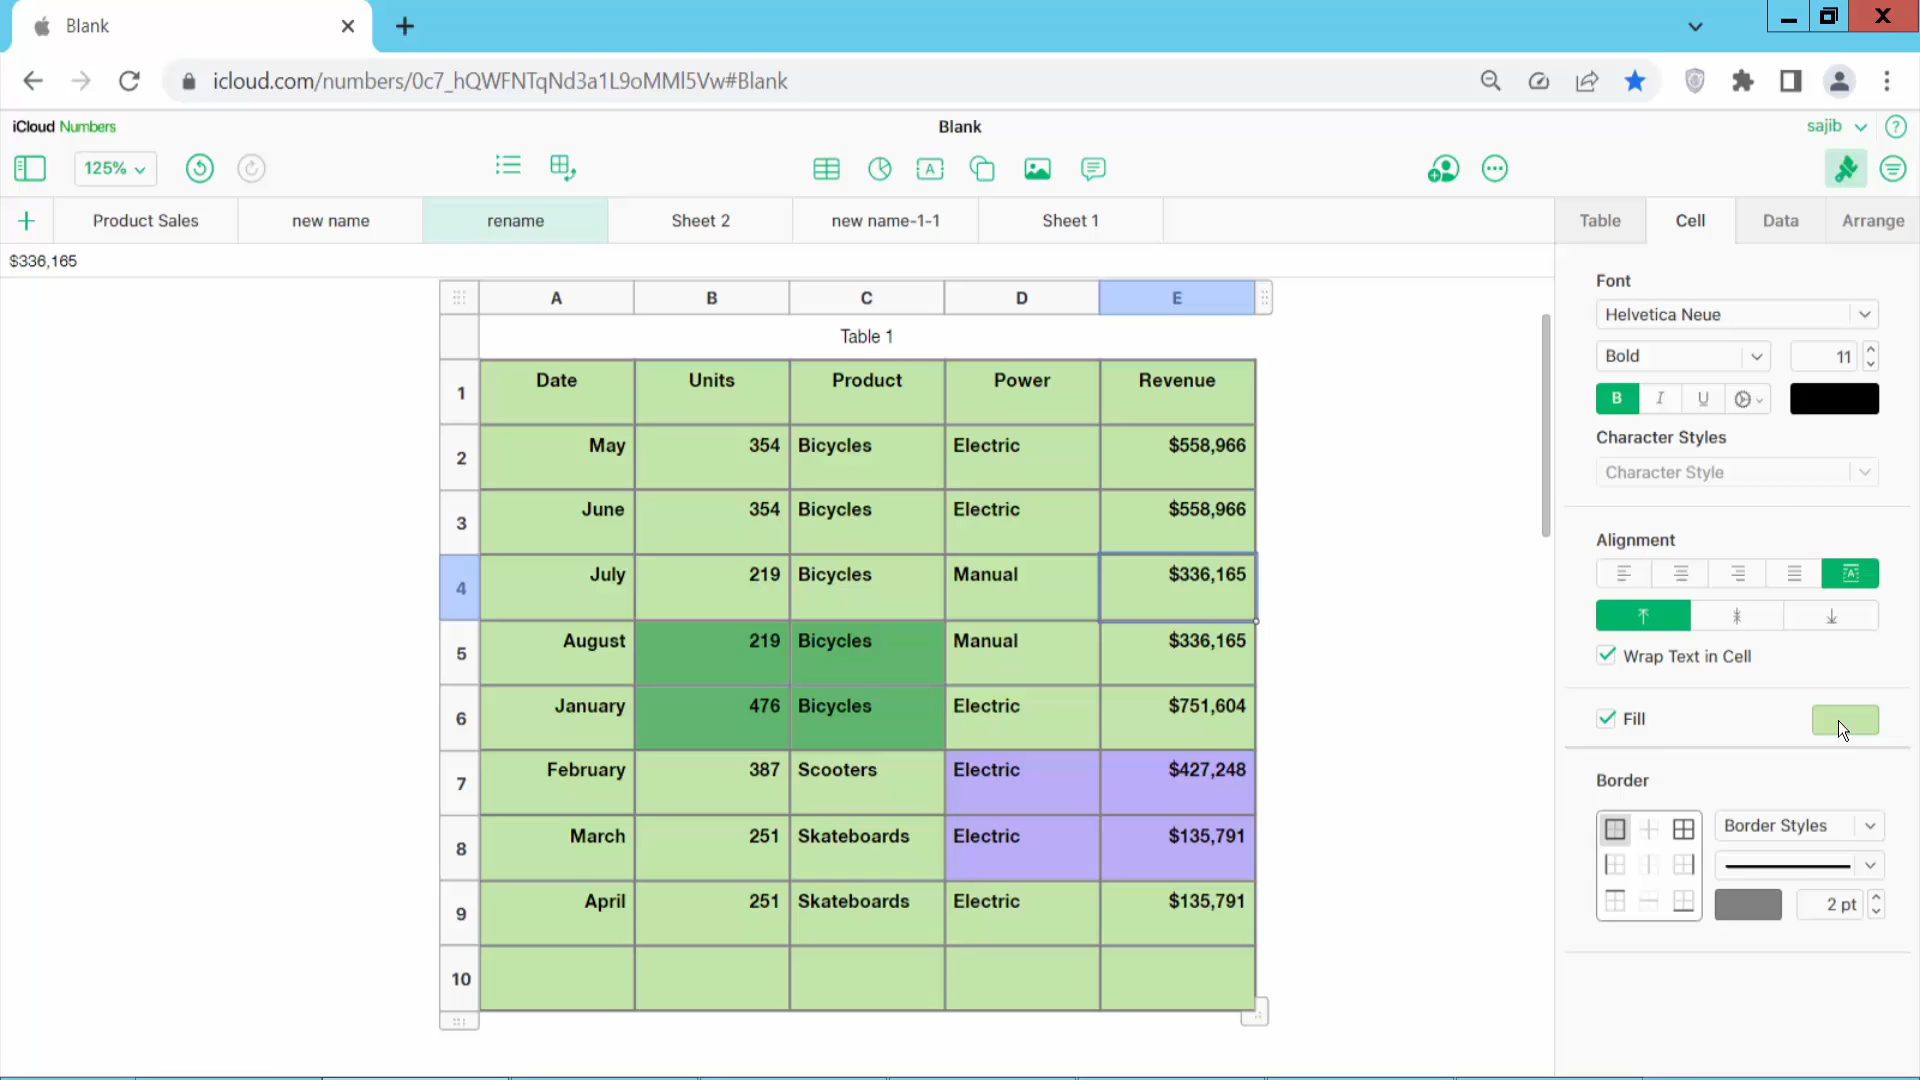 Blank
icloud.com/numbers/0c7_hQWFNTqNd3a1L9oMMl5Vw#Blank
iCloud Numbers
Blank
sajib
125%
Product Sales
new name
rename
Sheet 2
new name-1-1
Sheet 1
Table
Cell
Data
Arrange
$336,165
A B C D E
Table 1
1 Date Units Product Power Revenue
2 May 354 Bicycles Electric $558,966
3 June 354 Bicycles Electric $558,966
4 July 219 Bicycles Manual $336,165
5 August 219 Bicycles Manual $336,165
6 January 476 Bicycles Electric $751,604
7 February 387 Scooters Electric $427,248
8 March 251 Skateboards Electric $135,791
9 April 251 Skateboards Electric $135,791
10
Font
Helvetica Neue
Bold 11
B I U
Character Styles
Character Style
Alignment
Wrap Text in Cell
Fill
Border
Border Styles
2 pt